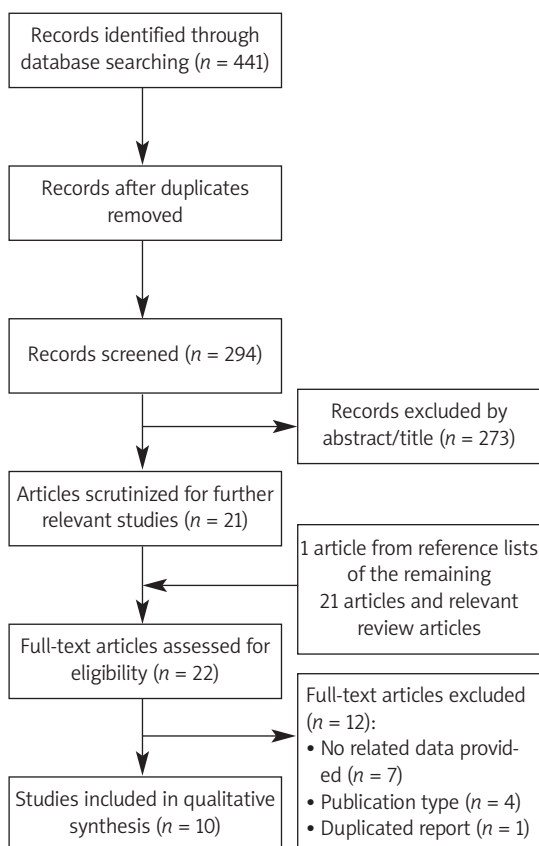 Records identified through
database searching (n = 441)
Records after duplicates
removed
Records screened (n = 294)
Records excluded by
abstract/title (n = 273)
Articles scrutinized for further
relevant studies (n = 21)
1 article from reference lists
of the remaining
21 articles and relevant
review articles
Full-text articles assessed for
eligibility (n = 22)
Full-text articles excluded
(n = 12):
• No related data provid-
ed (n = 7)
• Publication type (n = 4)
• Duplicated report (n = 1)
Studies included in qualitative
synthesis (n = 10)